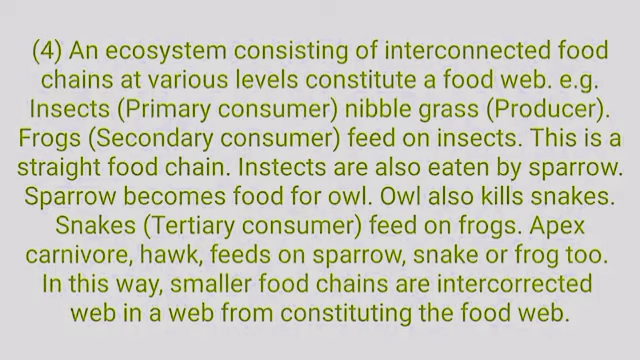 (4) An ecosystem consisting of interconnected food
chains at various levels constitute a food web. e.g.
Insects (Primary consumer) nibble grass (Producer).
Frogs (Secondary consumer) feed on insects. This is a
straight food chain. Instects are also eaten by sparrow.
Sparrow becomes food for owl. Owl also kills snakes.
Snakes (Tertiary consumer) feed on frogs. Apex
carnivore, hawk, feeds on sparrow, snake or frog too.
In this way, smaller food chains are intercorrected
web in a web from constituting the food web.